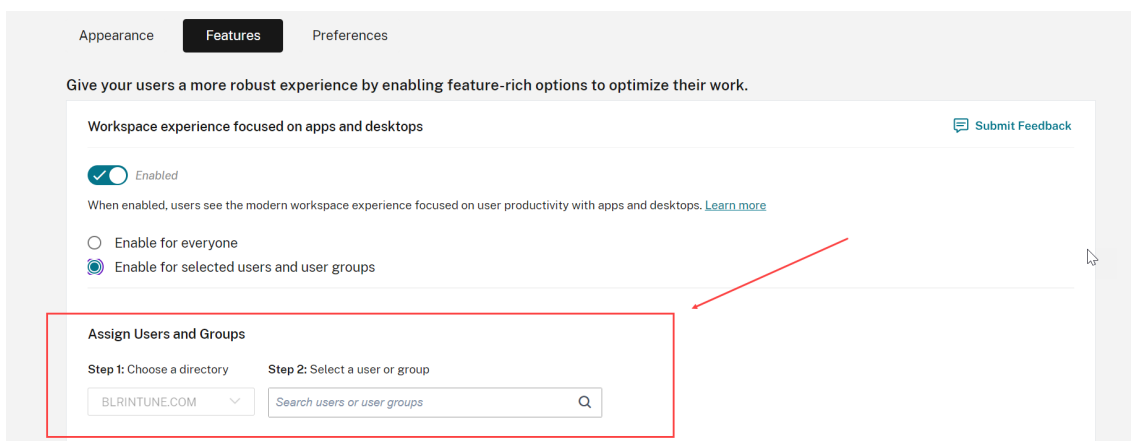 Appearance Features Preferences
Give your users a more robust experience by enabling feature-rich options to optimize their work.
Workspace experience focused on apps and desktops Submit Feedback
Enabled
When enabled, users see the modern workspace experience focused on user productivity with apps and desktops. Learn more
Enable for everyone
Enable for selected users and user groups
Assign Users and Groups
Step 1: Choose a directory Step 2: Select a user or group
BLRINTUNE.COM Search users or user groups